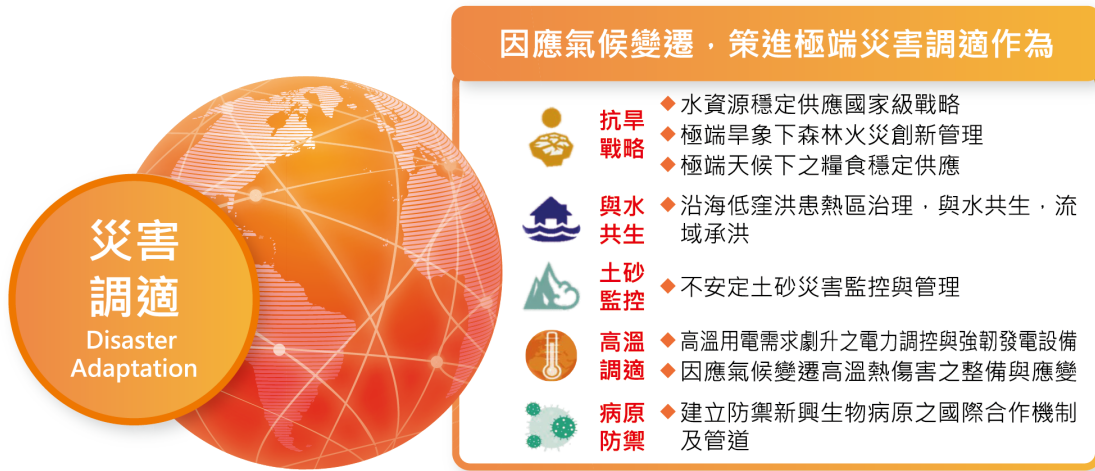 災害
調適
Disaster
Adaptation
因應氣候變遷，策進極端災害調適作為
抗旱
戰略
◆水資源穩定供應國家級戰略
◆極端旱象下森林火災創新管理
◆極端天候下之糧食穩定供應
與水
共生
◆沿海低窪洪患熱區治理，與水共生，流
域承洪
土砂
監控
◆不安定土砂災害監控與管理
高溫
調適
◆高溫用電需求劇升之電力調控與強韌發電設備
◆因應氣候變遷高溫熱傷害之整備與應變
病原
防禦
◆建立防禦新興生物病原之國際合作機制
及管道